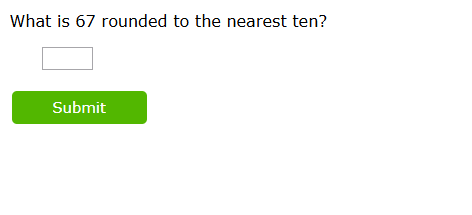 What is 67 rounded to the nearest ten?
Submit